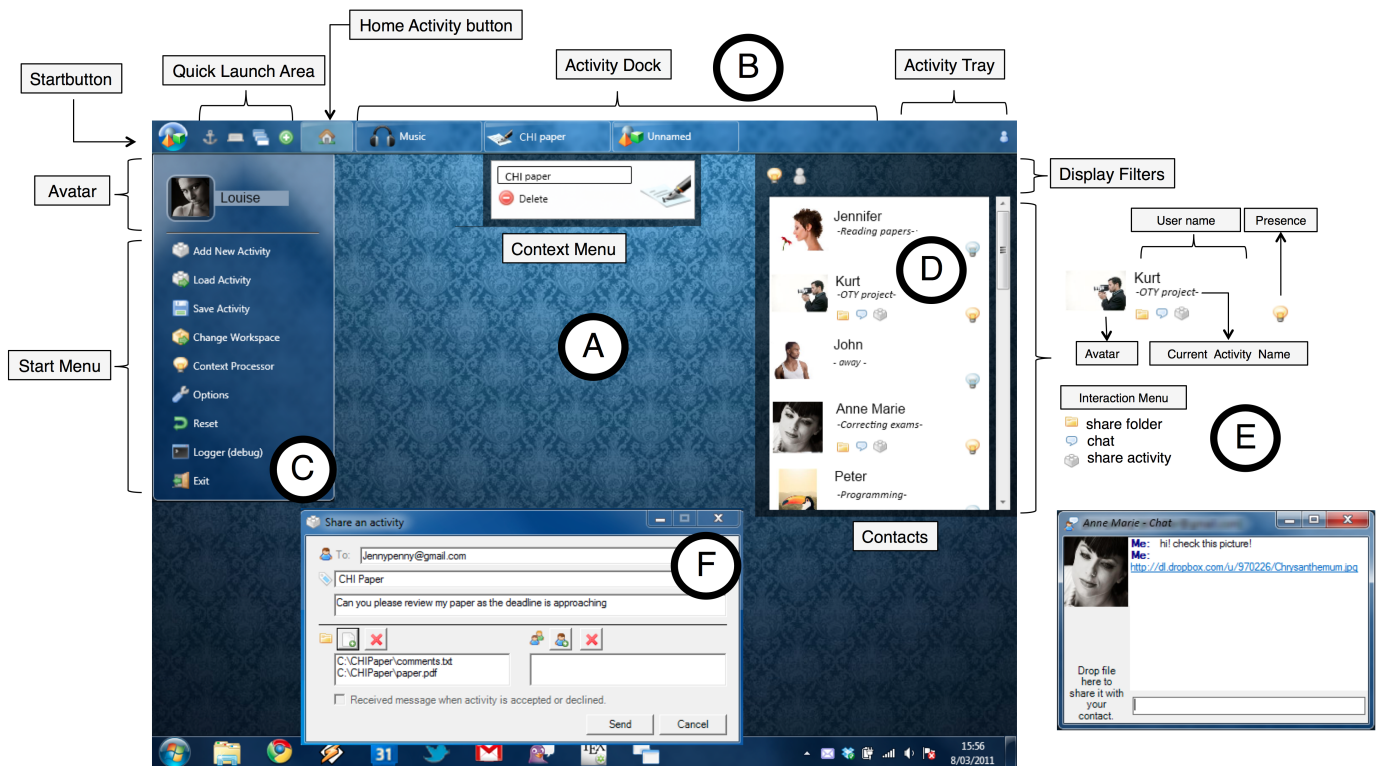 Home Activity button
Startbutton
Quick Launch Area
Activity Dock
B
Activity Tray
Music
CHI paper
Unnamed
Avatar
Louise
CHI paper
Delete
Context Menu
Display Filters
Start Menu
Add New Activity
Load Activity
Save Activity
Change Workspace
Context Processor
Options
Reset
Logger (debug)
Exit
C
A
Jennifer
-Reading papers-
D
Kurt
-OTY project-
John
- away -
Anne Marie
-Correcting exams-
Peter
-Programming-
Contacts
User name
Presence
Kurt
-OTY project-
Avatar
Current Activity Name
Interaction Menu
share folder
chat
share activity
E
Share an activity
To:
Jennypenny@gmail.com
F
CHI Paper
Can you please review my paper as the deadline is approaching
C:\CHIPaper\comments.txt
C:\CHIPaper\paper.pdf
Received message when activity is accepted or declined.
Send
Cancel
Anne Marie - Chat
Me: hi! check this picture!
Me:
http://dl.dropbox.com/u/970226/Chrysanthemum.jpg
Drop file
here to
share it with
your
contact.
31
TEX
15:56
8/03/2011